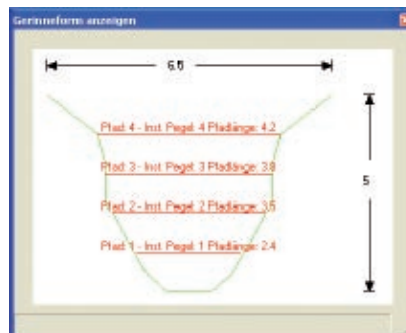 Gerinneform anzeigen
6.5
Pfad: 4 - Inst. Pegel: 4 Pfadlänge: 4.2
Pfad: 3 - Inst. Pegel: 3 Pfadlänge: 3.8
5
Pfad: 2 - Inst. Pegel: 2 Pfadlänge: 3.5
Pfad: 1 - Inst. Pegel: 1 Pfadlänge: 2.4